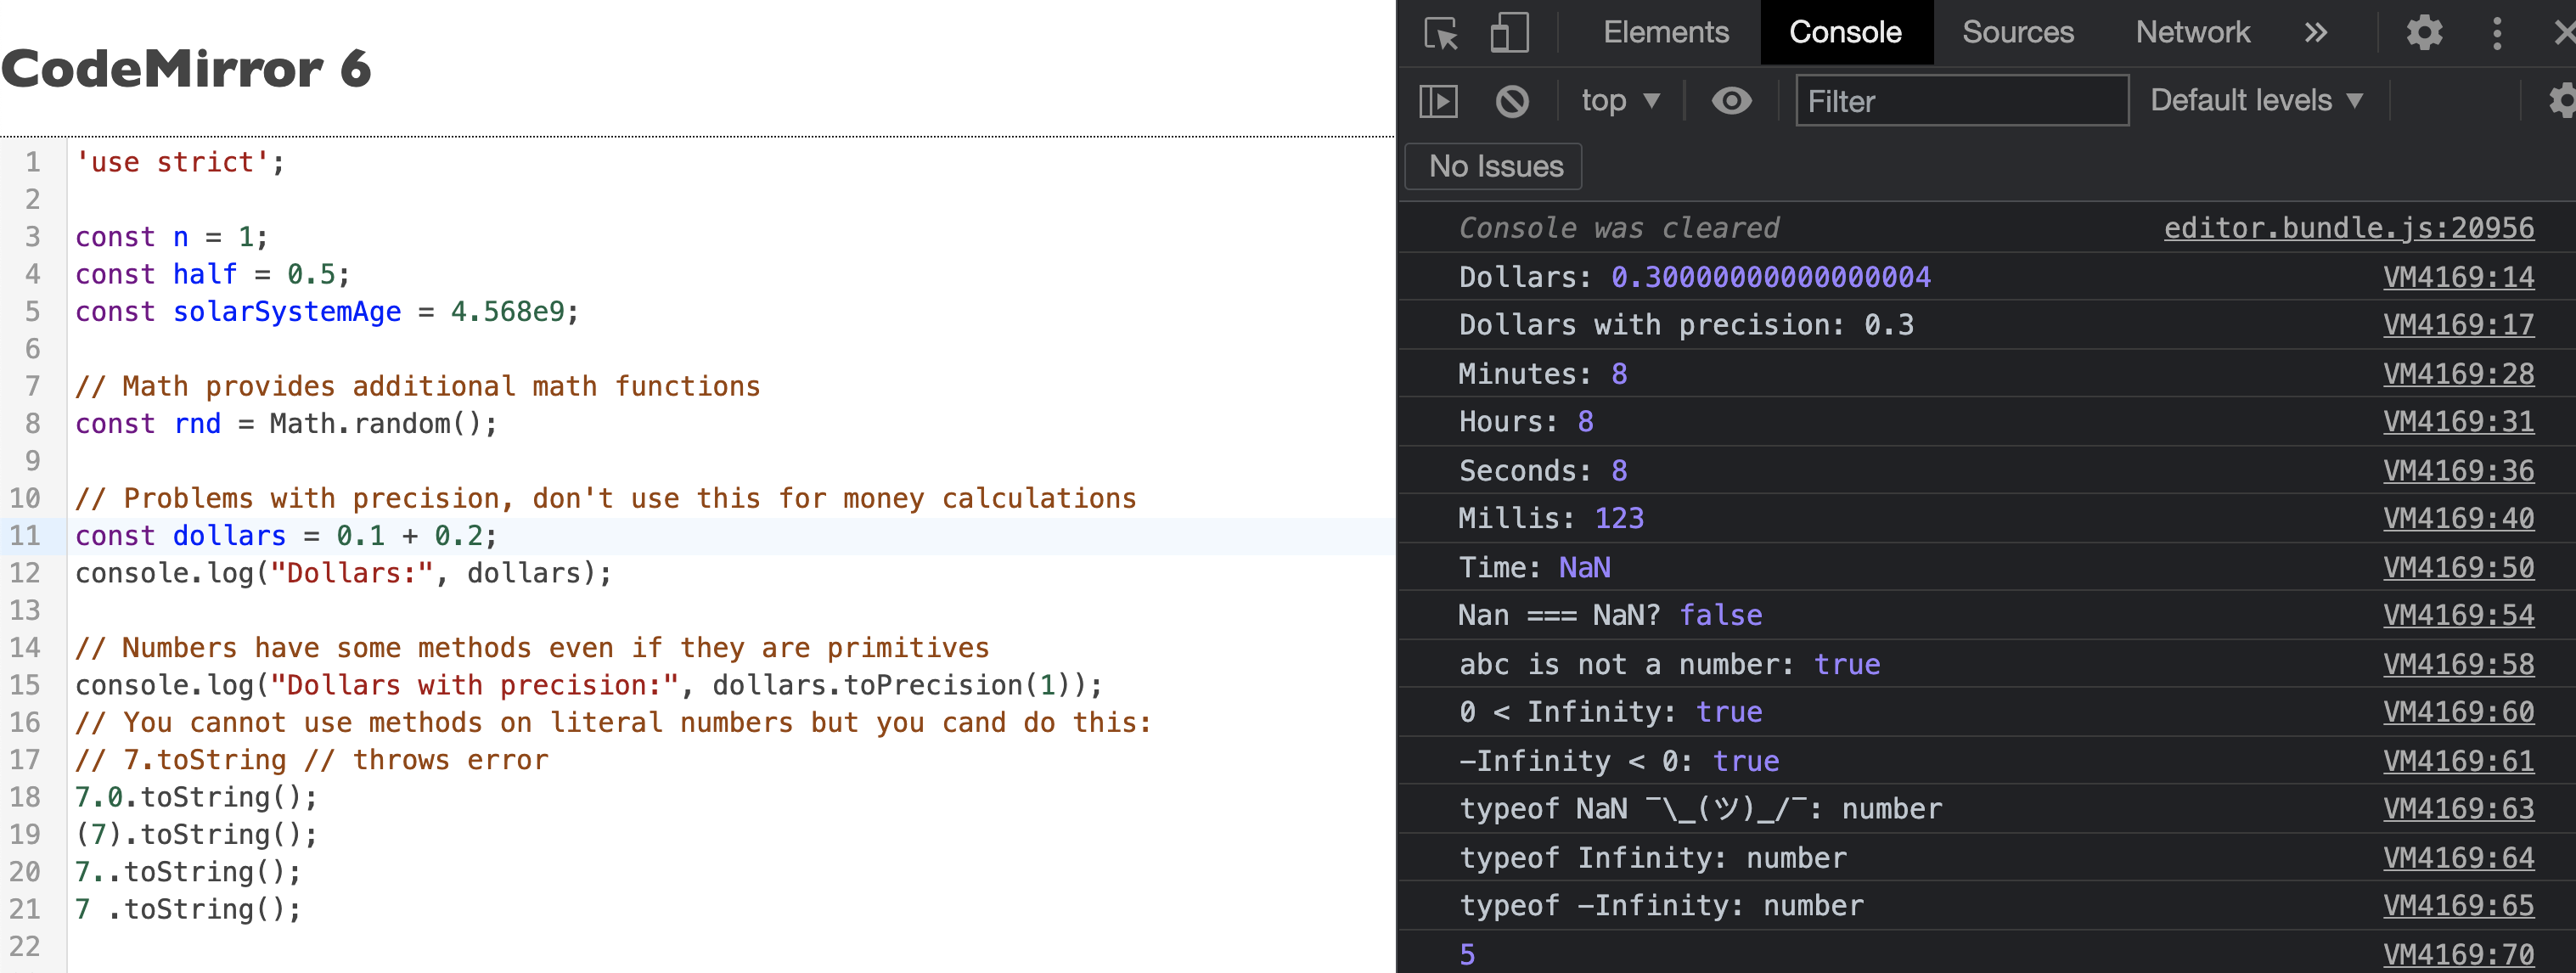 CodeMirror 6
1 'use strict';
2
3 const n = 1;
4 const half = 0.5;
5 const solarSystemAge = 4.568e9;
6
7 // Math provides additional math functions
8 const rnd = Math.random();
9
10 // Problems with precision, don't use this for money calculations
11 const dollars = 0.1 + 0.2;
12 console.log("Dollars:", dollars);
13
14 // Numbers have some methods even if they are primitives
15 console.log("Dollars with precision:", dollars.toPrecision(1));
16 // You cannot use methods on literal numbers but you cand do this:
17 // 7.toString // throws error
18 7.0.toString();
19 (7).toString();
20 7..toString();
21 7 .toString();
22
Elements Console Sources Network »
top ▼ Filter Default levels ▼
No Issues
Console was cleared editor.bundle.js:20956
Dollars: 0.30000000000000004 VM4169:14
Dollars with precision: 0.3 VM4169:17
Minutes: 8 VM4169:28
Hours: 8 VM4169:31
Seconds: 8 VM4169:36
Millis: 123 VM4169:40
Time: NaN VM4169:50
Nan === NaN? false VM4169:54
abc is not a number: true VM4169:58
0 < Infinity: true VM4169:60
-Infinity < 0: true VM4169:61
typeof NaN ¯\_(ツ)_/¯: number VM4169:63
typeof Infinity: number VM4169:64
typeof -Infinity: number VM4169:65
5 VM4169:70